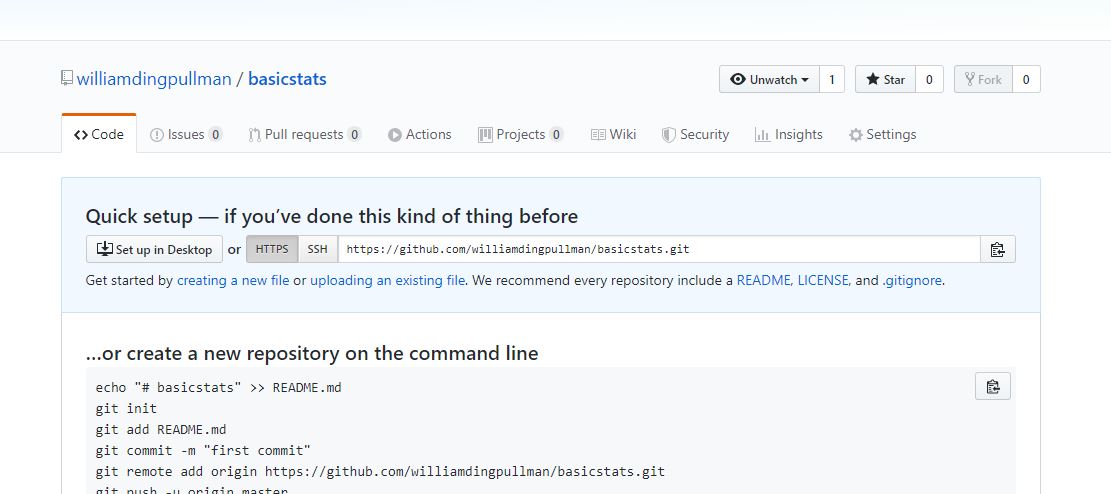 williamdingpullman / basicstats
Unwatch 1 Star 0 Fork 0
Code Issues 0 Pull requests 0 Actions Projects 0 Wiki Security Insights Settings
Quick setup — if you’ve done this kind of thing before
Set up in Desktop or HTTPS SSH https://github.com/williamdingpullman/basicstats.git
Get started by creating a new file or uploading an existing file. We recommend every repository include a README, LICENSE, and .gitignore.
…or create a new repository on the command line
echo "# basicstats" >> README.md
git init
git add README.md
git commit -m "first commit"
git remote add origin https://github.com/williamdingpullman/basicstats.git
git push -u origin master